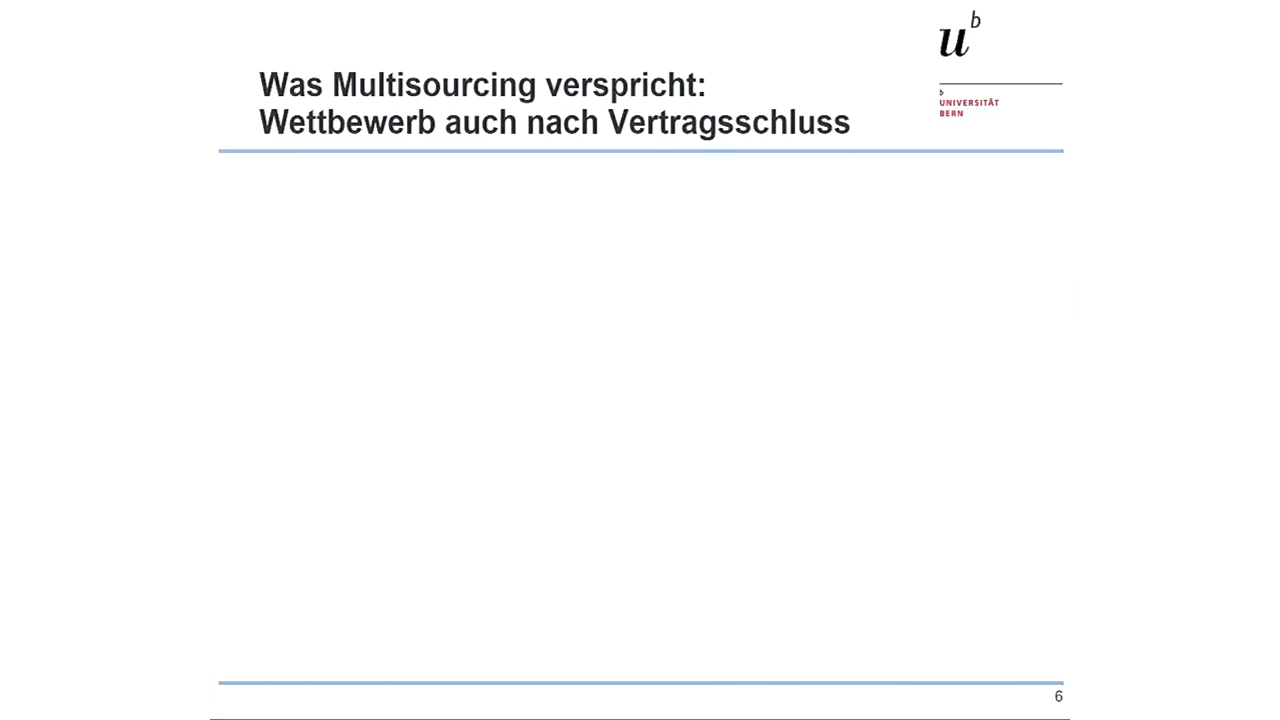 u b
Was Multisourcing verspricht:
Wettbewerb auch nach Vertragsschluss
b
UNIVERSITÄT
BERN
6